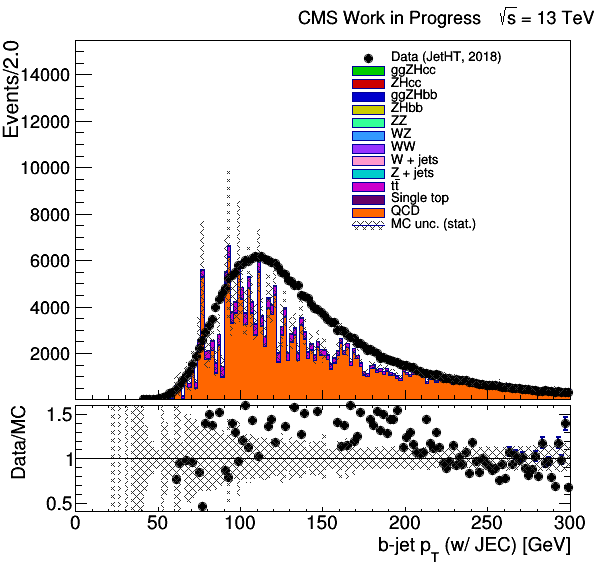 CMS Work in Progress √s = 13 TeV
Events/2.0
14000
12000
10000
8000
6000
4000
2000
Data (JetHT, 2018)
ggZHcc
ZHcc
ggZHbb
ZHbb
ZZ
WZ
WW
W + jets
Z + jets
tt̄
Single top
QCD
MC unc. (stat.)
Data/MC
1.5
1
0.5
0 50 100 150 200 250 300
b-jet p_T (w/ JEC) [GeV]